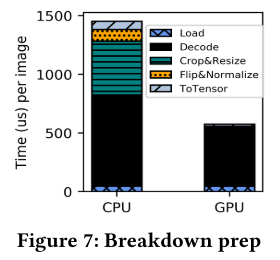 1500
1000
500
0
Time (us) per image
Load
Decode
Crop&Resize
Flip&Normalize
ToTensor
CPU
GPU
Figure 7: Breakdown prep